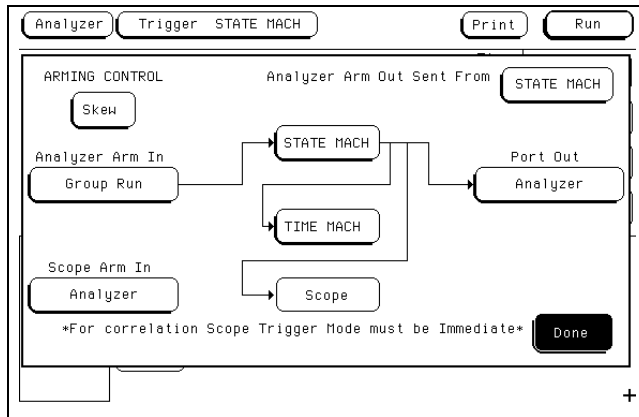 Analyzer Trigger STATE MACH Print Run
ARMING CONTROL
Analyzer Arm Out Sent From STATE MACH
Skew
STATE MACH
Analyzer Arm In
Port Out
Group Run
Analyzer
TIME MACH
Scope Arm In
Analyzer
Scope
*For correlation Scope Trigger Mode must be Immediate*
Done